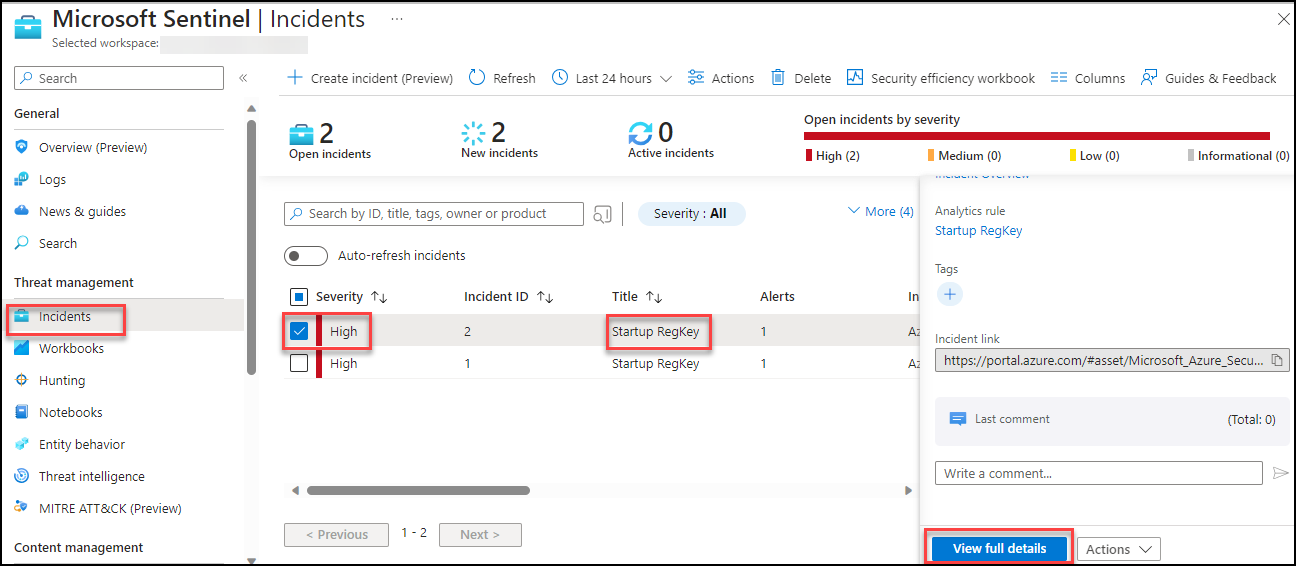 Microsoft Sentinel | Incidents ...
Selected workspace:
Search «
General
Overview (Preview)
Logs
News & guides
Search
Threat management
Incidents
Workbooks
Hunting
Notebooks
Entity behavior
Threat intelligence
MITRE ATT&CK (Preview)
Content management
Create incident (Preview) Refresh Last 24 hours Actions Delete Security efficiency workbook Columns Guides & Feedback
2 Open incidents
2 New incidents
0 Active incidents
Open incidents by severity
High (2) Medium (0) Low (0) Informational (0)
Search by ID, title, tags, owner or product
Severity : All
More (4)
Auto-refresh incidents
Severity Incident ID Title Alerts In
High 2 Startup RegKey 1 Az
High 1 Startup RegKey 1 Az
< Previous 1 - 2 Next >
Incident Overview
Analytics rule
Startup RegKey
Tags
Incident link
https://portal.azure.com/#asset/Microsoft_Azure_Secu...
Last comment (Total: 0)
Write a comment...
View full details Actions